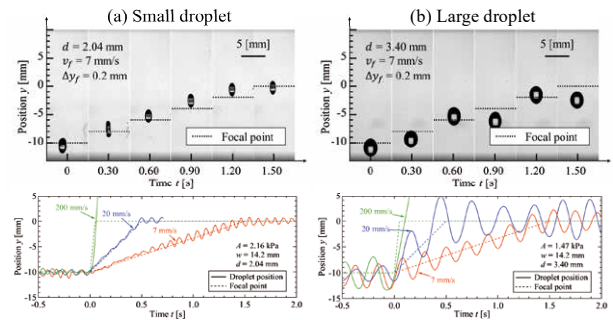 (a) Small droplet
(b) Large droplet
Position y [mm]
5
0
-5
-10
d = 2.04 mm
v_f = 7 mm/s
Δy_f = 0.2 mm
5 [mm]
Focal point
0 0.30 0.60 0.90 1.20 1.50
Time t [s]
Position y [mm]
5
0
-5
-10
d = 3.40 mm
v_f = 7 mm/s
Δy_f = 0.2 mm
5 [mm]
Focal point
0 0.30 0.60 0.90 1.20 1.50
Time t [s]
Position y [mm]
5
0
-5
-10
-15
200 mm/s
20 mm/s
7 mm/s
A = 2.16 kPa
w = 14.2 mm
d = 2.04 mm
Droplet position
Focal point
-0.5 0.0 0.5 1.0 1.5 2.0
Time t [s]
Position y [mm]
5
0
-5
-10
-15
200 mm/s
20 mm/s
7 mm/s
A = 1.47 kPa
w = 14.2 mm
d = 3.40 mm
Droplet position
Focal point
-0.5 0.0 0.5 1.0 1.5 2.0
Time t [s]